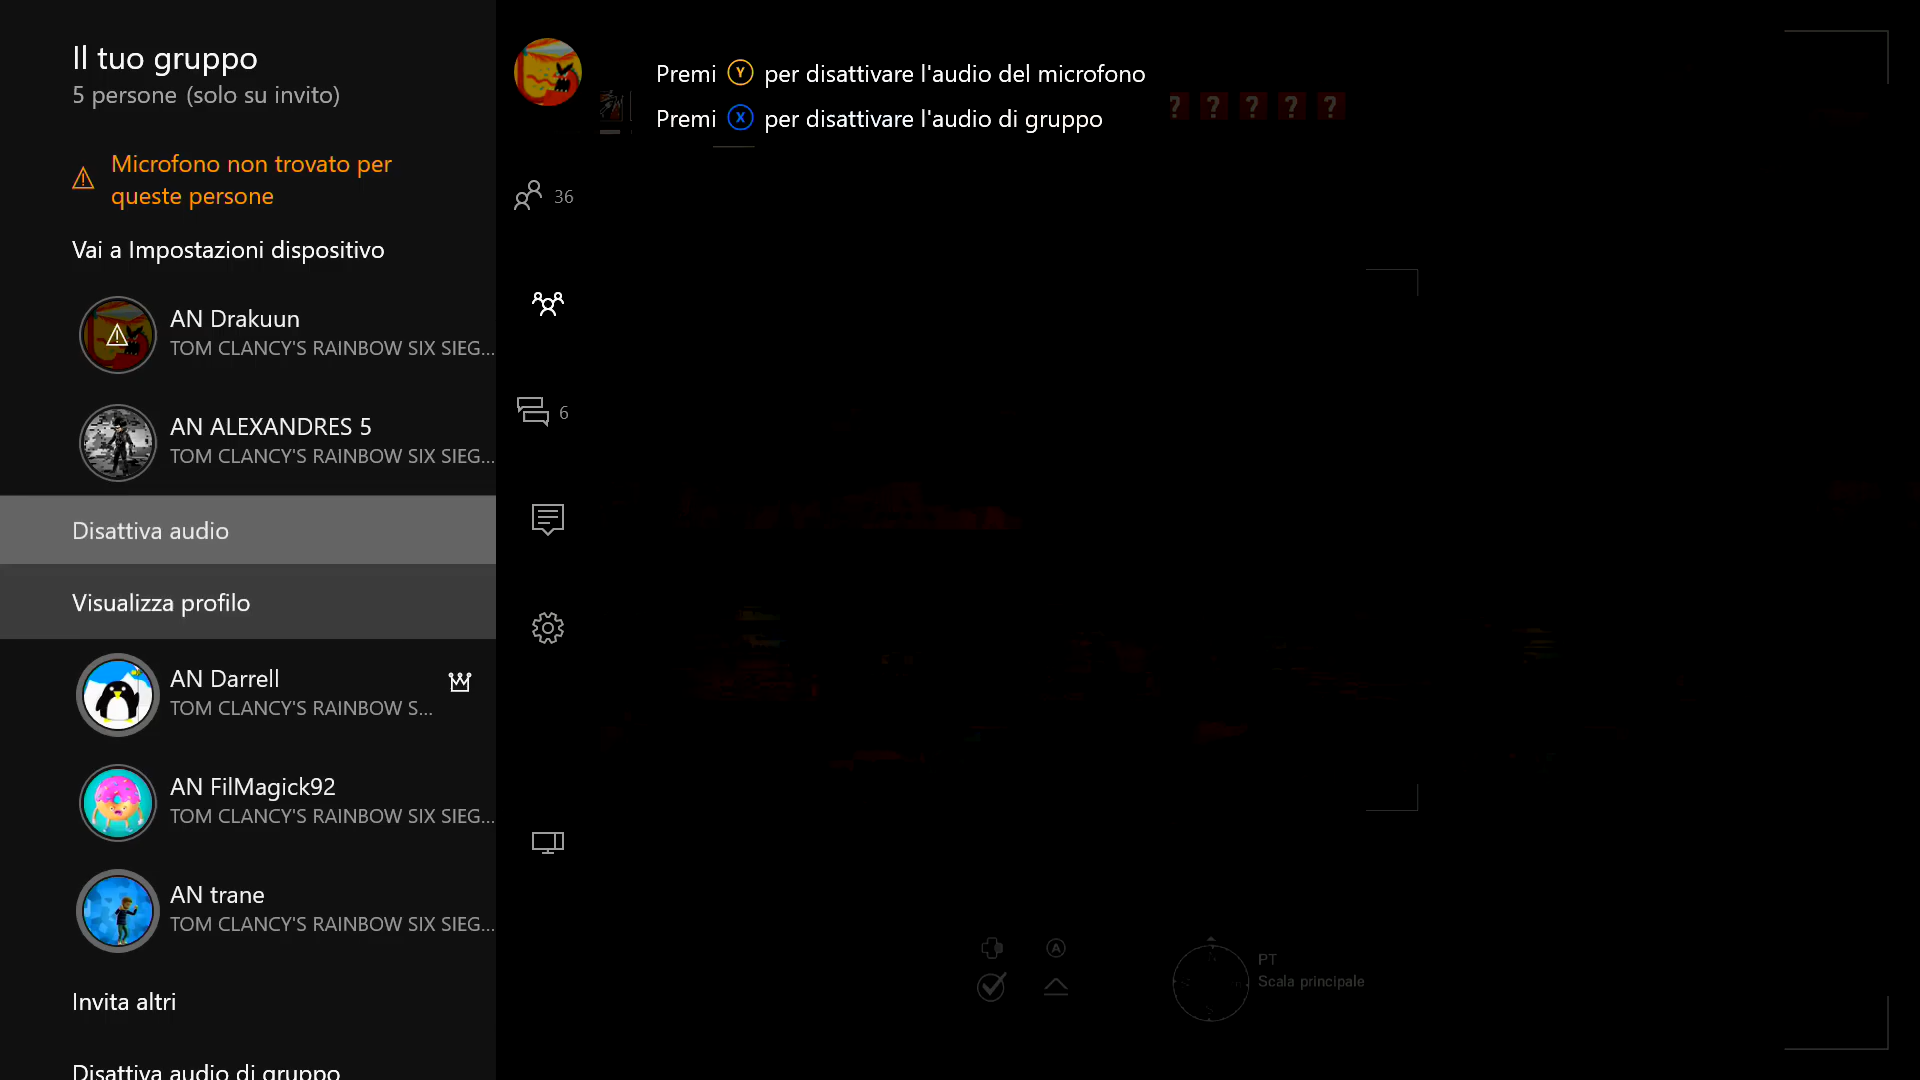 Il tuo gruppo
5 persone (solo su invito)
Microfono non trovato per
queste persone
Vai a Impostazioni dispositivo
AN Drakuun
TOM CLANCY'S RAINBOW SIX SIEG...
AN ALEXANDRES 5
TOM CLANCY'S RAINBOW SIX SIEG...
Disattiva audio
Visualizza profilo
AN Darrell
TOM CLANCY'S RAINBOW S...
AN FilMagick92
TOM CLANCY'S RAINBOW SIX SIEG...
AN trane
TOM CLANCY'S RAINBOW SIX SIEG...
Invita altri
Disattiva audio di gruppo
Premi Y per disattivare l'audio del microfono
Premi X per disattivare l'audio di gruppo
? ? ? ? ?
36
6
A
PT
Scala principale